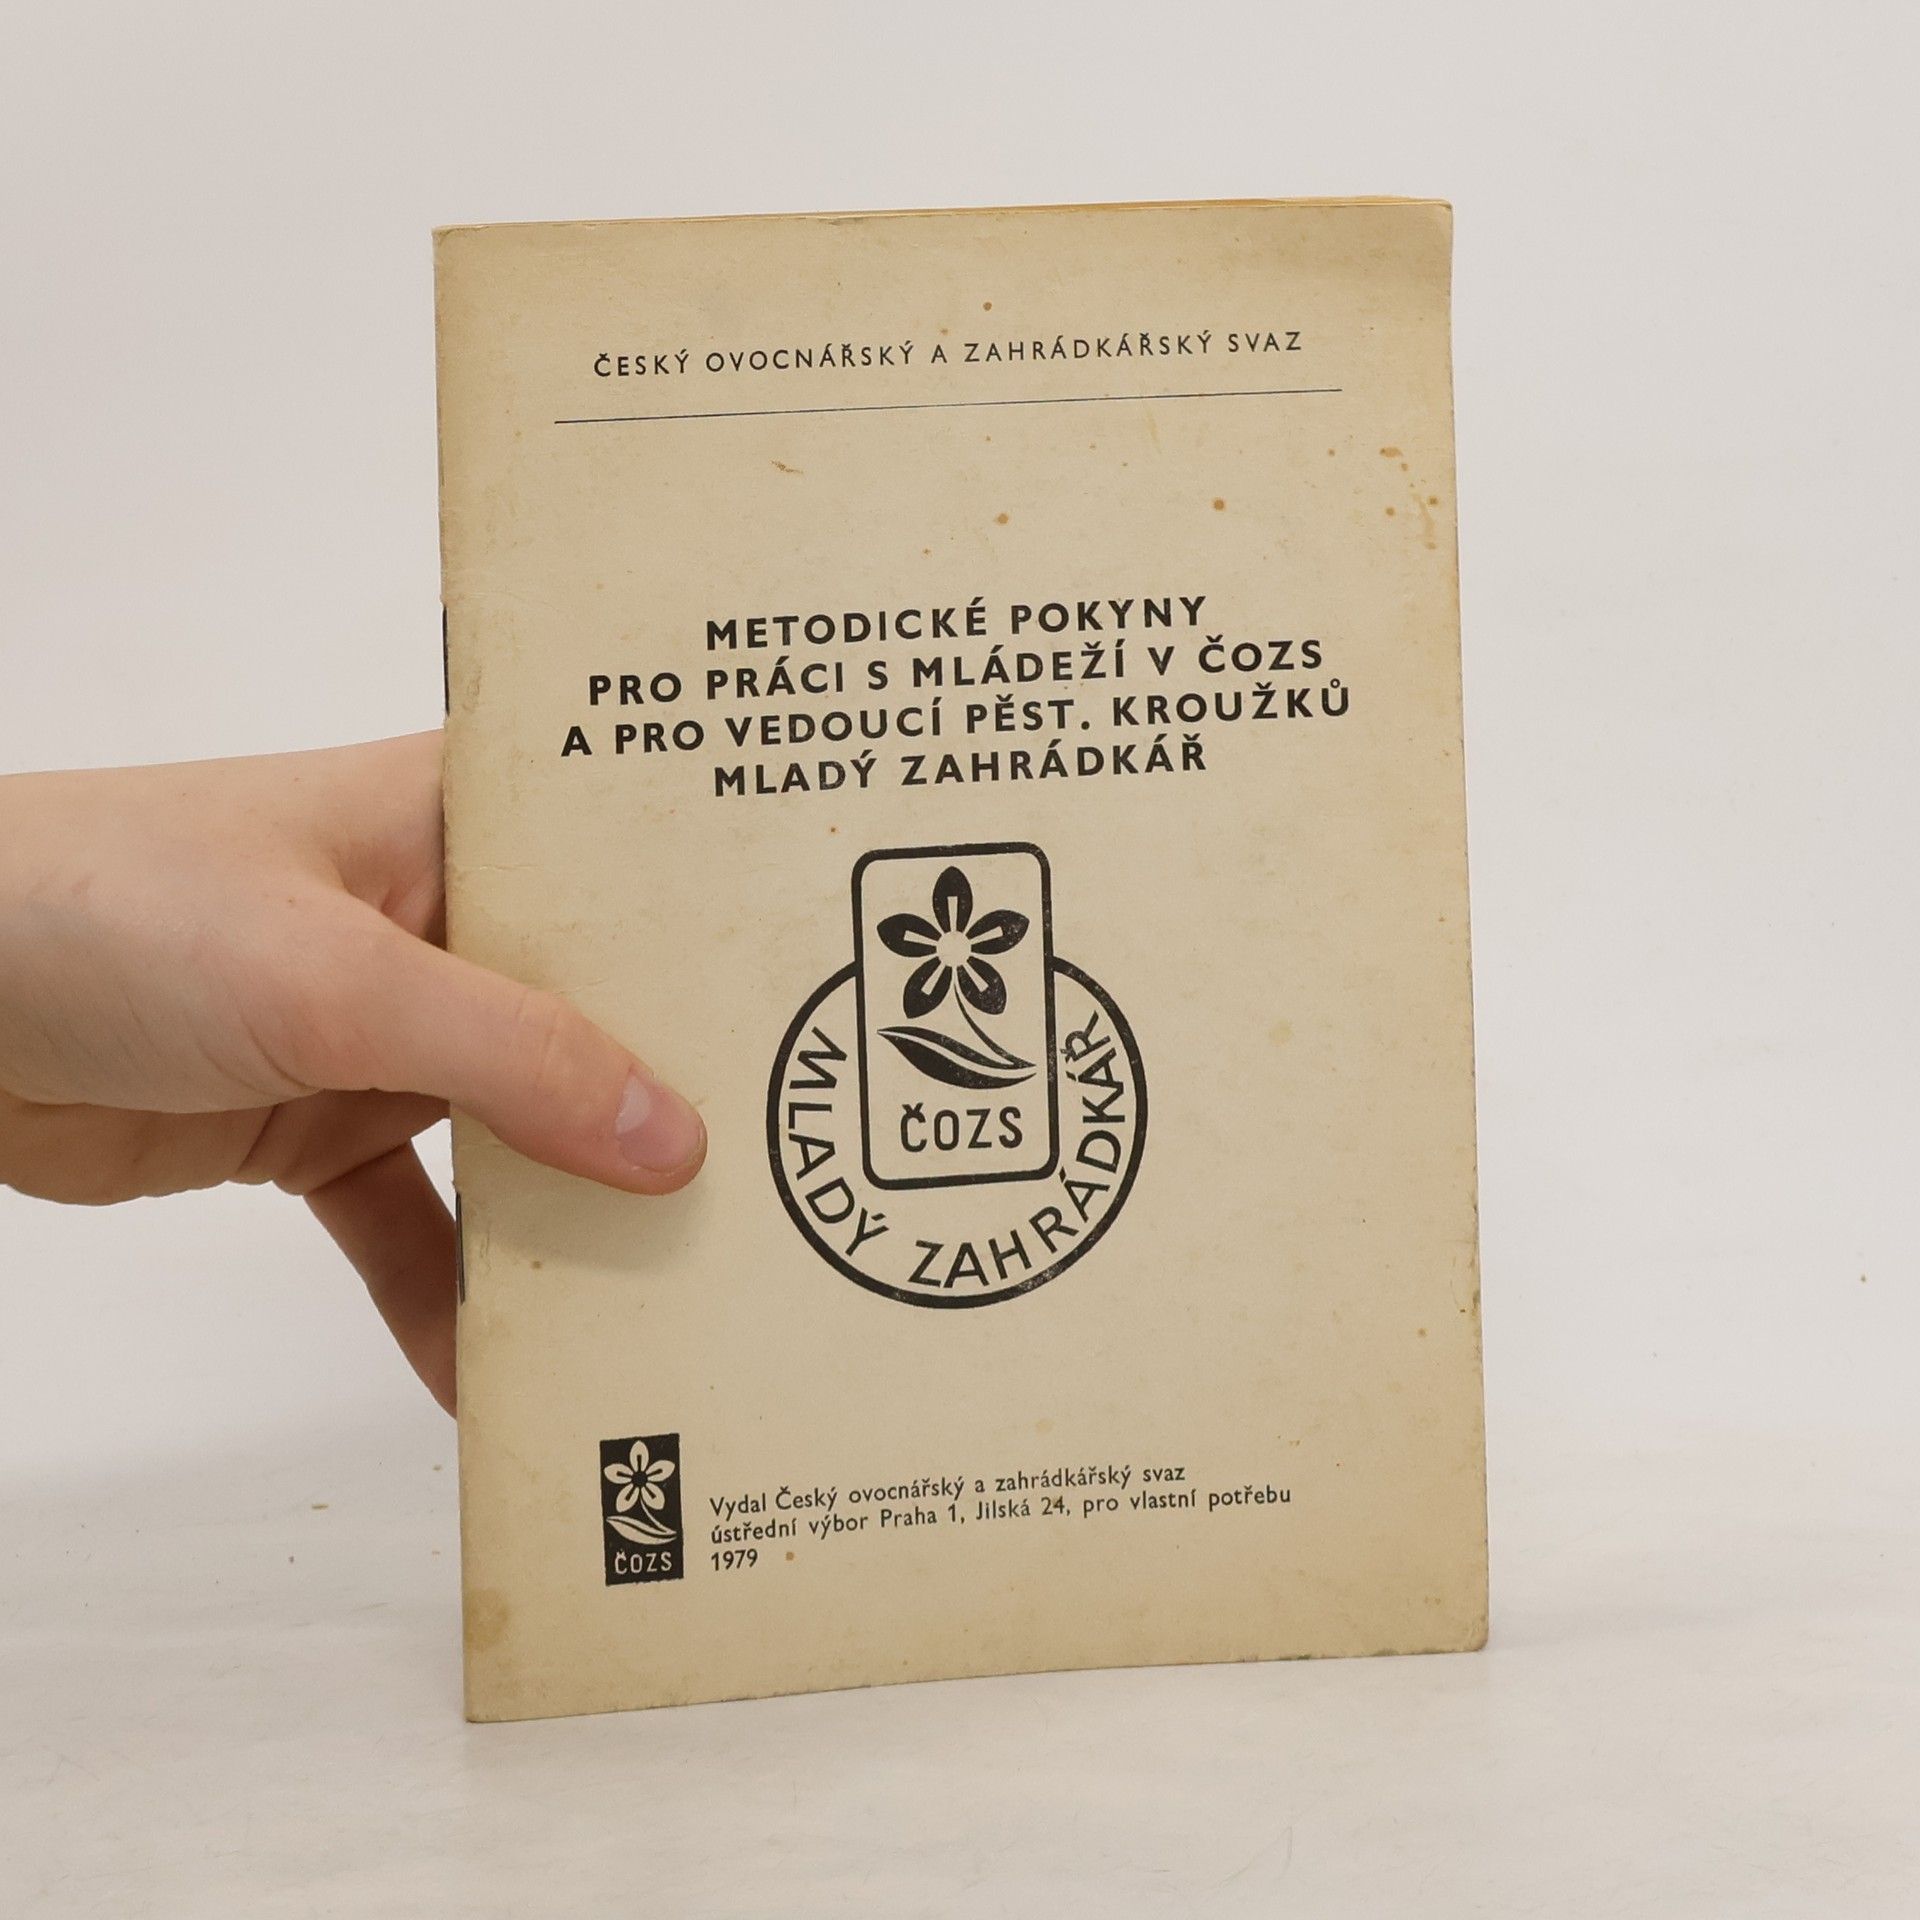 ČESKÝ OVOCNÁŘSKÝ A ZAHRÁDKÁŘSKÝ SVAZ
METODICKÉ POKYNY
PRO PRÁCI S MLÁDEŽÍ V ČOZS
A PRO VEDOUCÍ PĚST. KROUŽKŮ
MLADÝ ZAHRÁDKÁŘ
ČOZS
MLADÝ ZAHRÁDKÁŘ
ČOZS
Vydal Český ovocnářský a zahrádkářský svaz
ústřední výbor Praha 1, Jilská 24, pro vlastní potřebu
1979